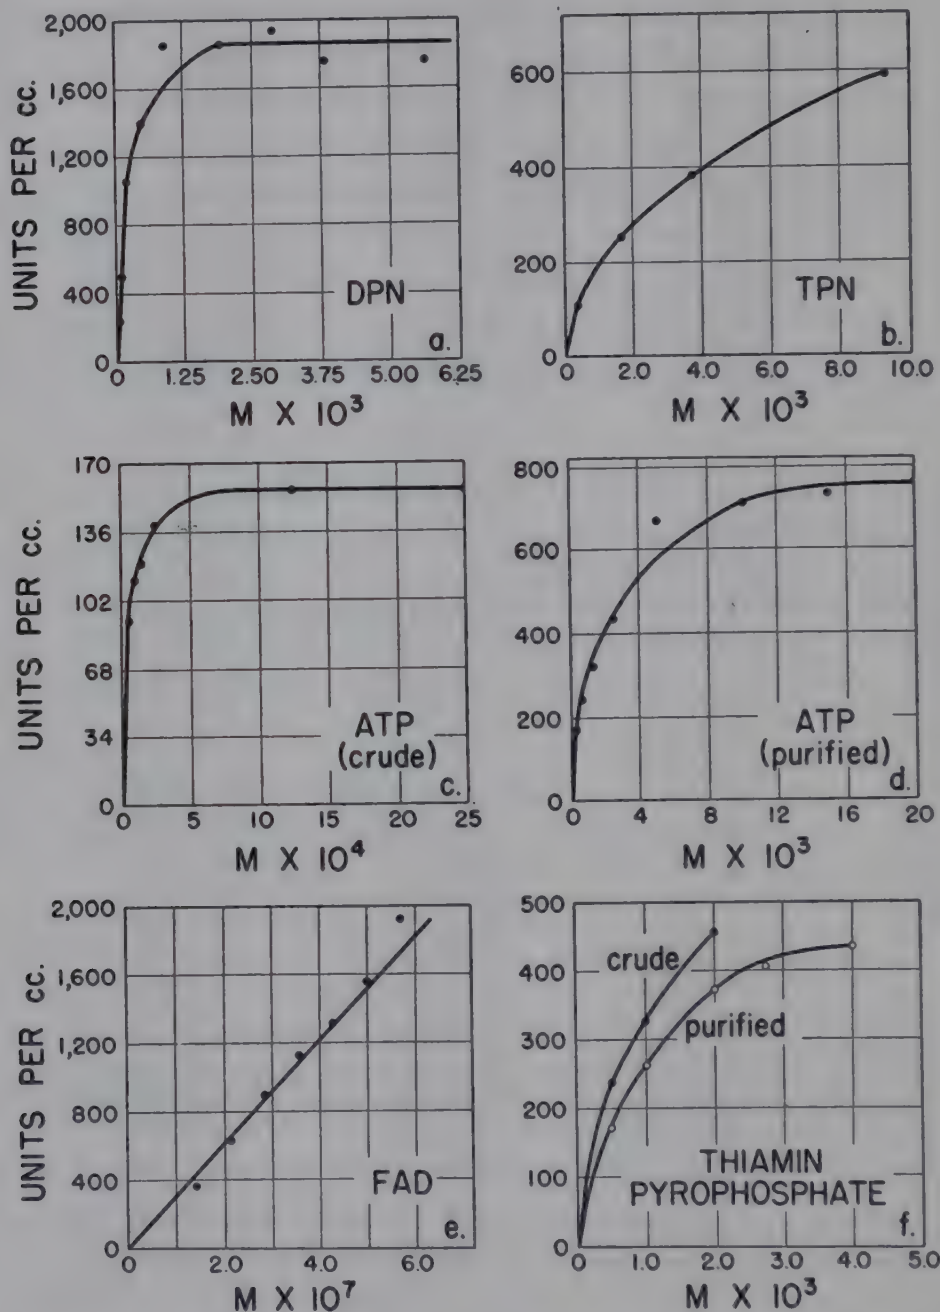 UNITS PER CC.
2,000
1,600
1,200
800
400
0
DPN
a.
0 1.25 2.50 3.75 5.00 6.25
M X 10³
600
400
200
0
TPN
b.
0 2.0 4.0 6.0 8.0 10.0
M X 10³
UNITS PER CC.
170
136
102
68
34
0
ATP
(crude)
c.
0 5 10 15 20 25
M X 10⁴
800
600
400
200
0
ATP
(purified)
d.
0 4 8 12 16 20
M X 10³
UNITS PER CC.
2,000
1,600
1,200
800
400
0
FAD
e.
0 2.0 4.0 6.0
M X 10⁷
500
400
300
200
100
0
crude
purified
THIAMIN
PYROPHOSPHATE
f.
0 1.0 2.0 3.0 4.0 5.0
M X 10³